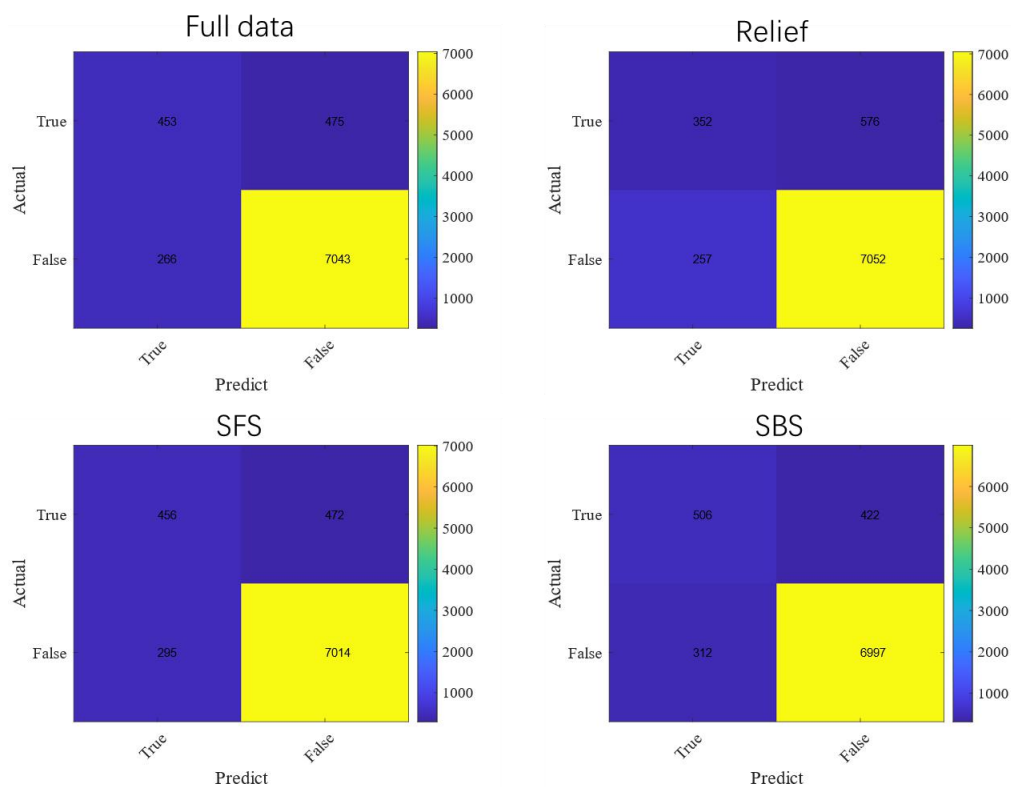 Full data
7000
6000
5000
4000
3000
2000
1000
True
453
475
Actual
False
266
7043
True
False
Predict
Relief
7000
6000
5000
4000
3000
2000
1000
True
352
576
Actual
False
257
7052
True
False
Predict
SFS
7000
6000
5000
4000
3000
2000
1000
True
456
472
Actual
False
295
7014
True
False
Predict
SBS
6000
5000
4000
3000
2000
1000
True
506
422
Actual
False
312
6997
True
False
Predict